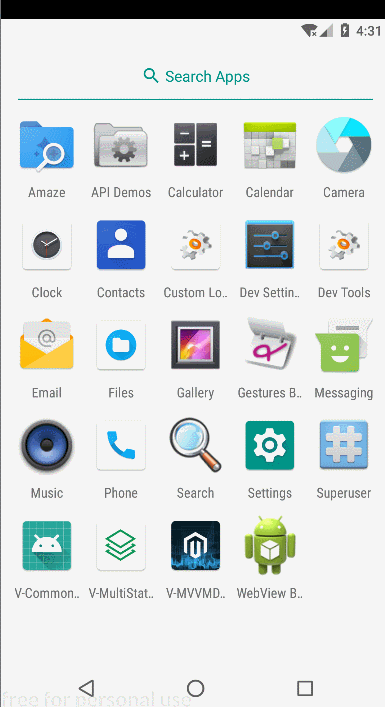 4:31
Search Apps
Amaze
API Demos
Calculator
Calendar
Camera
Clock
Contacts
Custom Lo..
Dev Settin..
Dev Tools
Email
Files
Gallery
Gestures B..
Messaging
Music
Phone
Search
Settings
Superuser
V-Common..
V-MultiStat..
V-MVVMD..
WebView B..
free for personal use